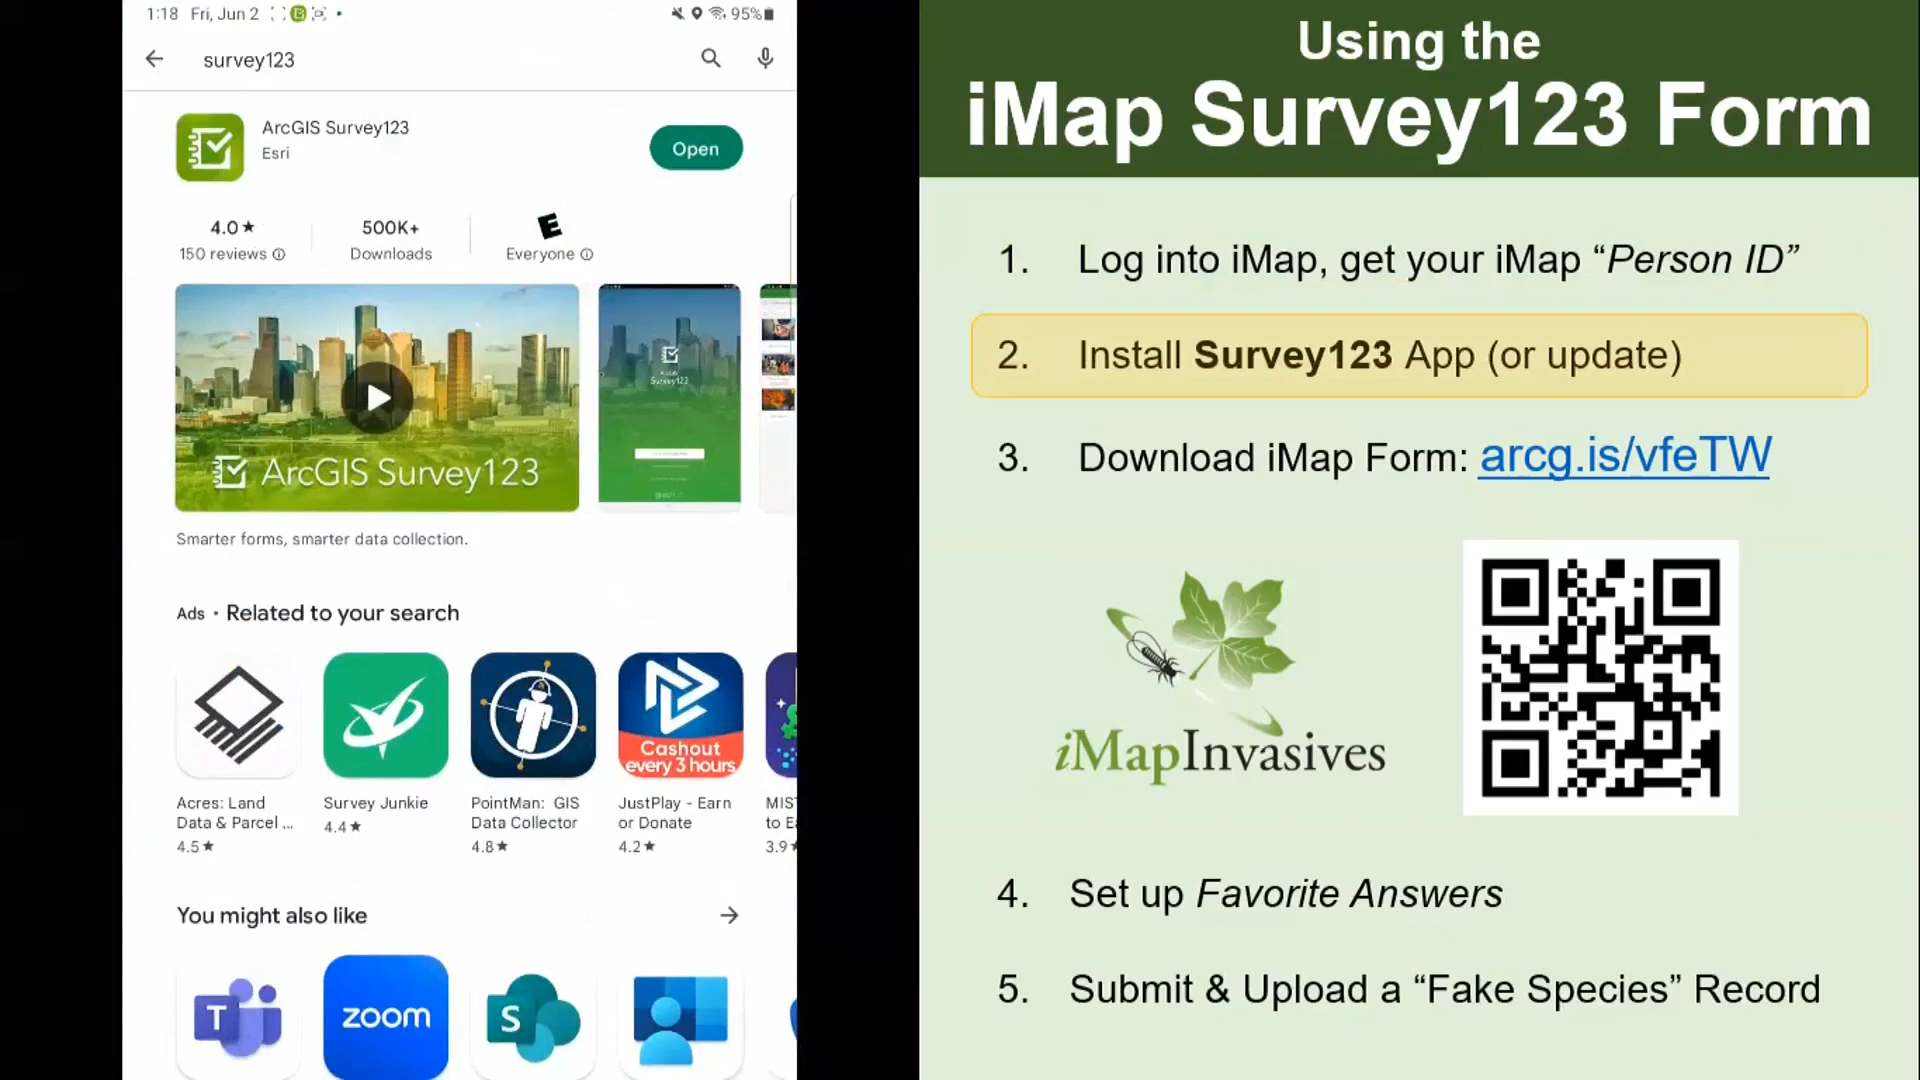 1:18 Fri, Jun 2
95%
survey123
ArcGIS Survey123
Esri
Open
4.0★
150 reviews
500K+
Downloads
E
Everyone
ArcGIS Survey123
Survey123
Smarter forms, smarter data collection.
Ads • Related to your search
Cashout
every 3 hours
Acres: Land
Data & Parcel ...
4.5★
Survey Junkie
4.4★
PointMan: GIS
Data Collector
4.8★
JustPlay - Earn
or Donate
4.2★
3.9★
You might also like
T
zoom
S
Using the
iMap Survey123 Form
1. Log into iMap, get your iMap “Person ID”
2. Install Survey123 App (or update)
3. Download iMap Form: arcg.is/vfeTW
iMapInvasives
4. Set up Favorite Answers
5. Submit & Upload a “Fake Species” Record